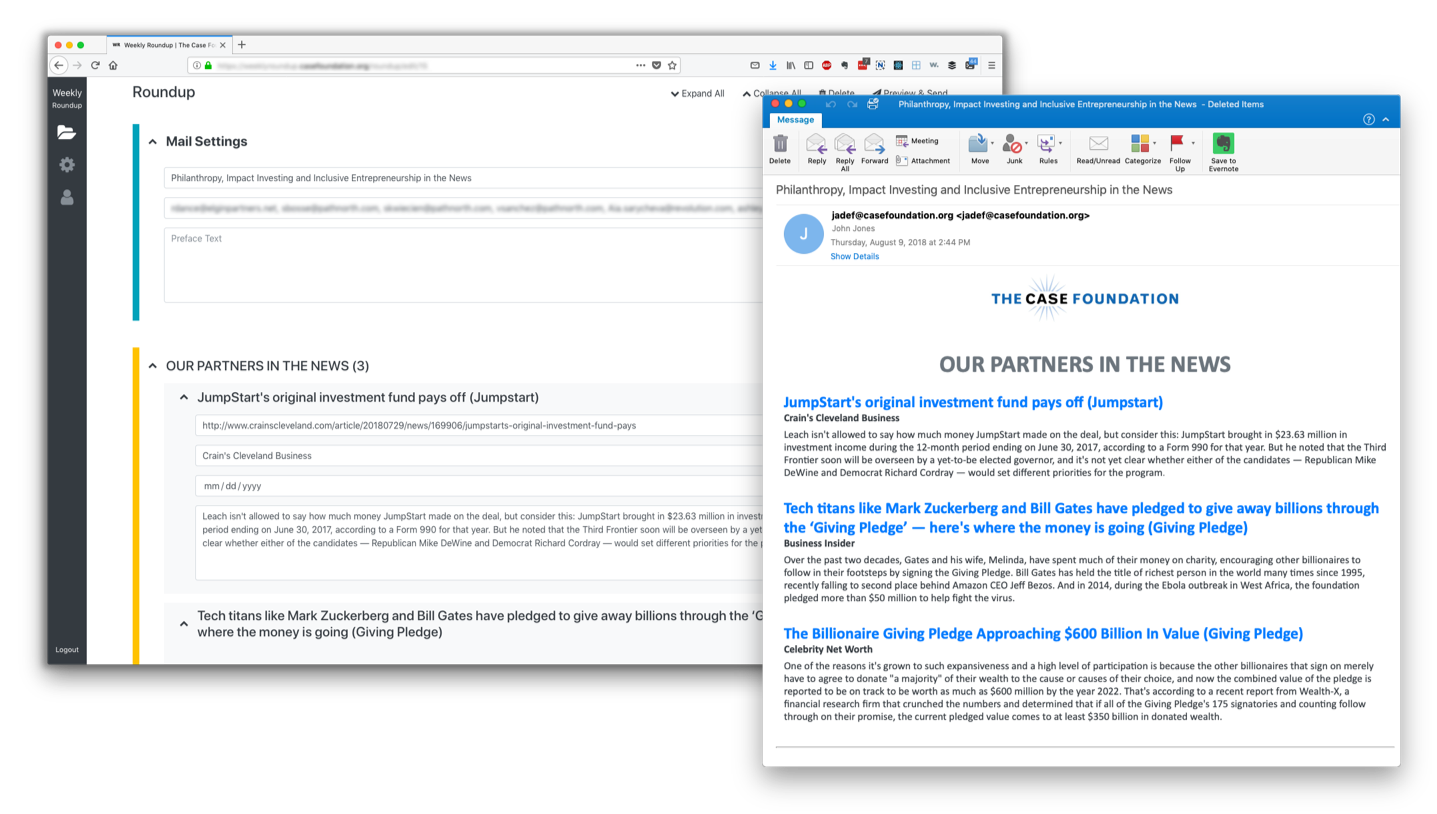 WR Weekly Roundup | The Case Fo
Weekly
Roundup
Logout
Roundup
Expand All
Collapse All
Delete
Preview & Send
Mail Settings
Philanthropy, Impact Investing and Inclusive Entrepreneurship in the News
Preface Text
OUR PARTNERS IN THE NEWS (3)
JumpStart's original investment fund pays off (Jumpstart)
http://www.crainscleveland.com/article/20180729/news/169906/jumpstarts-original-investment-fund-pays
Crain's Cleveland Business
mm / dd / yyyy
Leach isn't allowed to say how much money JumpStart made on the deal, but consider this: JumpStart brought in $23.63 million in invest
period ending on June 30, 2017, according to a Form 990 for that year. But he noted that the Third Frontier soon will be overseen by a yet
clear whether either of the candidates — Republican Mike DeWine and Democrat Richard Cordray — would set different priorities for the p
Tech titans like Mark Zuckerberg and Bill Gates have pledged to give away billions through the ‘G
where the money is going (Giving Pledge)
Philanthropy, Impact Investing and Inclusive Entrepreneurship in the News - Deleted Items
Message
Delete
Reply
Reply All
Forward
Meeting
Attachment
Move
Junk
Rules
Read/Unread
Categorize
Follow Up
Save to Evernote
Philanthropy, Impact Investing and Inclusive Entrepreneurship in the News
J
jadef@casefoundation.org <jadef@casefoundation.org>
John Jones
Thursday, August 9, 2018 at 2:44 PM
Show Details
THE CASE FOUNDATION
OUR PARTNERS IN THE NEWS
JumpStart's original investment fund pays off (Jumpstart)
Crain's Cleveland Business
Leach isn't allowed to say how much money JumpStart made on the deal, but consider this: JumpStart brought in $23.63 million in
investment income during the 12-month period ending on June 30, 2017, according to a Form 990 for that year. But he noted that the Third
Frontier soon will be overseen by a yet-to-be elected governor, and it's not yet clear whether either of the candidates — Republican Mike
DeWine and Democrat Richard Cordray — would set different priorities for the program.
Tech titans like Mark Zuckerberg and Bill Gates have pledged to give away billions through
the ‘Giving Pledge’ — here's where the money is going (Giving Pledge)
Business Insider
Over the past two decades, Gates and his wife, Melinda, have spent much of their money on charity, encouraging other billionaires to
follow in their footsteps by signing the Giving Pledge. Bill Gates has held the title of richest person in the world many times since 1995,
recently falling to second place behind Amazon CEO Jeff Bezos. And in 2014, during the Ebola outbreak in West Africa, the foundation
pledged more than $50 million to help fight the virus.
The Billionaire Giving Pledge Approaching $600 Billion In Value (Giving Pledge)
Celebrity Net Worth
One of the reasons it's grown to such expansiveness and a high level of participation is because the other billionaires that sign on merely
have to agree to donate "a majority" of their wealth to the cause or causes of their choice, and now the combined value of the pledge is
reported to be on track to be worth as much as $600 million by the year 2022. That's according to a recent report from Wealth-X, a
financial research firm that crunched the numbers and determined that if all of the Giving Pledge's 175 signatories and counting follow
through on their promise, the current pledged value comes to at least $350 billion in donated wealth.